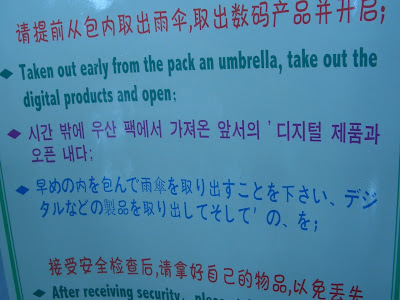 请提前从包内取出雨伞,取出数码产品并开启;
◆ Taken out early from the pack an umbrella, take out the
digital products and open;
◆ 시간 밖에 우산 팩에서 가져온 앞서의 ' 디지털 제품과
오픈 내다;
◆ 早めの内を包んで雨傘を取り出すことを下さい、デジ
タルなどの製品を取り出してそして' の、を;
接受安全检查后,请拿好自己的物品,以免丢失
◆ After receiving security,